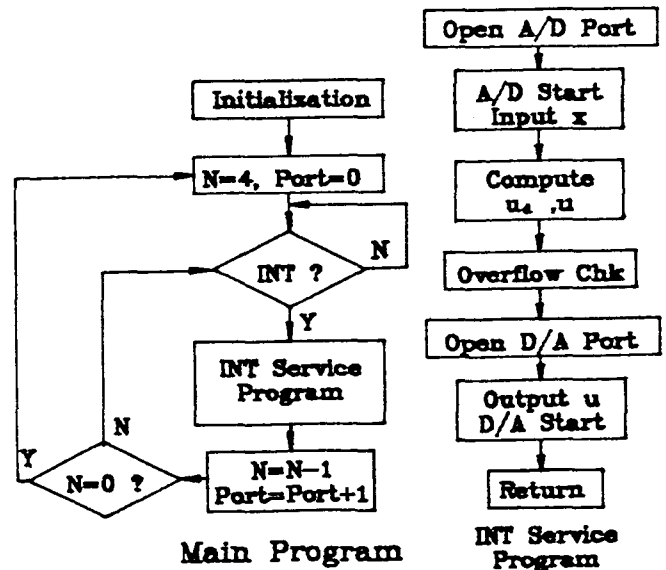 Initialization
N=4, Port=0
INT ?
N
Y
INT Service
Program
N=N-1
Port=Port+1
N=0 ?
N
Y
Main Program
Open A/D Port
A/D Start
Input x
Compute
u_d ,u
Overflow Chk
Open D/A Port
Output u
D/A Start
Return
INT Service
Program